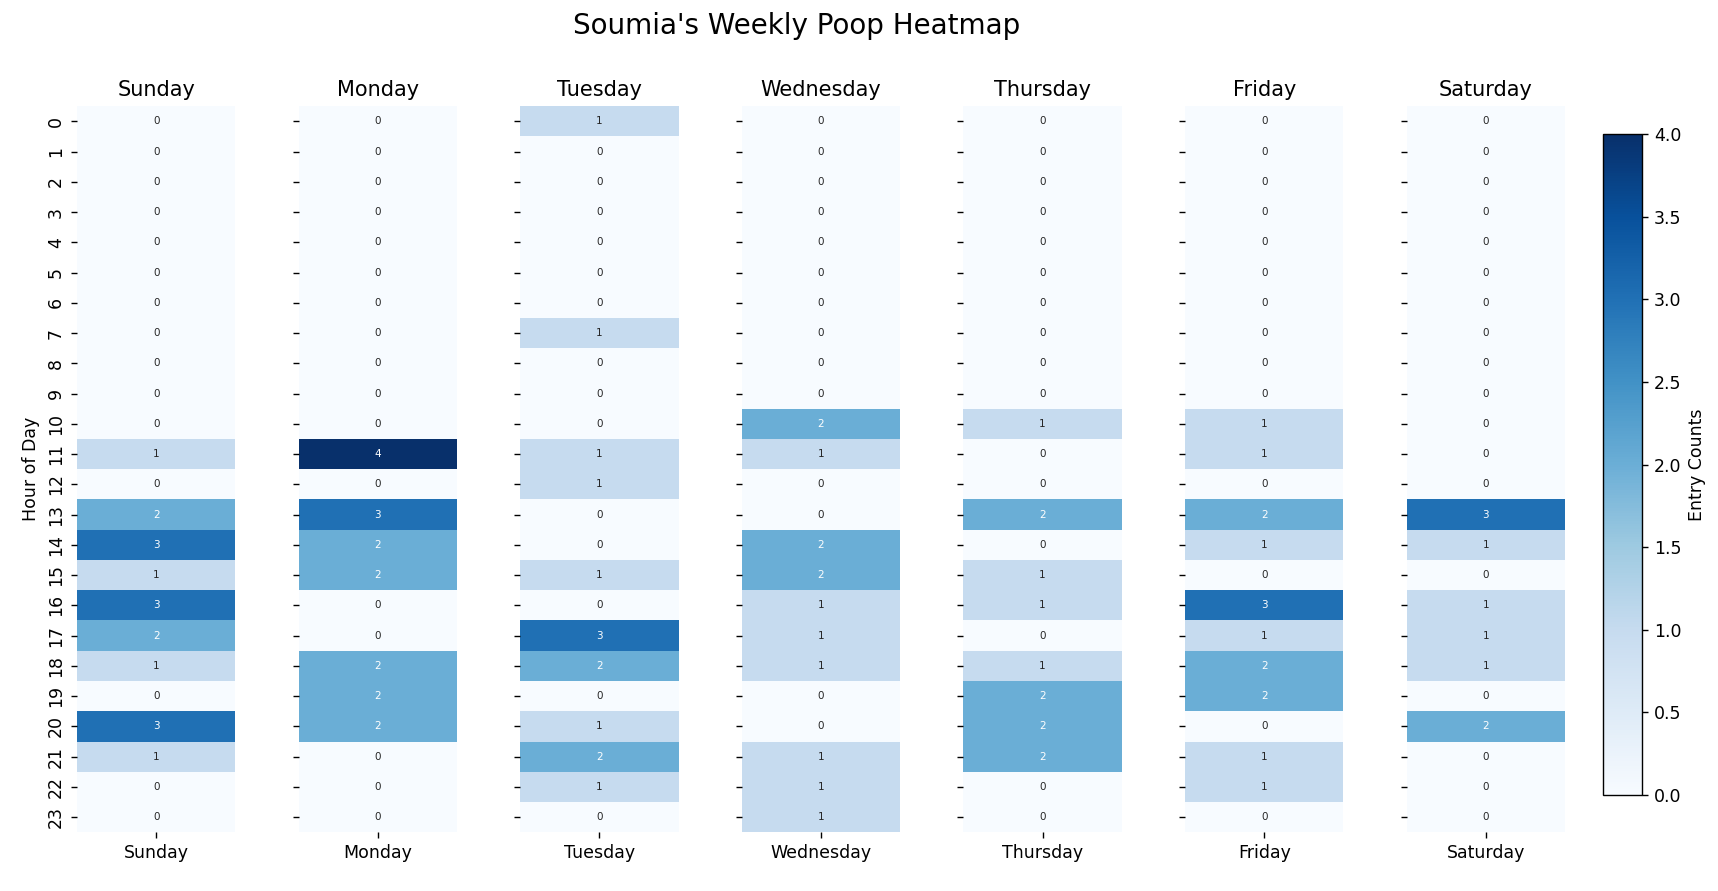 Soumia's Weekly Poop Heatmap
Sunday Monday Tuesday Wednesday Thursday Friday Saturday
0 0 0 1 0 0 0 0
1 0 0 0 0 0 0 0
2 0 0 0 0 0 0 0
3 0 0 0 0 0 0 0
4 0 0 0 0 0 0 0
5 0 0 0 0 0 0 0
6 0 0 0 0 0 0 0
7 0 0 1 0 0 0 0
8 0 0 0 0 0 0 0
9 0 0 0 0 0 0 0
10 0 0 0 2 1 1 0
11 1 4 1 1 0 1 0
12 0 0 1 0 0 0 0
13 2 3 0 0 2 2 3
14 3 2 0 2 0 1 1
15 1 2 1 2 1 0 0
16 3 0 0 1 1 3 1
17 2 0 3 1 0 1 1
18 1 2 2 1 1 2 1
19 0 2 0 0 2 2 0
20 3 2 1 0 2 0 2
21 1 0 2 1 2 1 0
22 0 0 1 1 0 1 0
23 0 0 0 1 0 0 0
Sunday Monday Tuesday Wednesday Thursday Friday Saturday
Hour of Day
4.0
3.5
3.0
2.5
2.0
1.5
1.0
0.5
0.0
Entry Counts